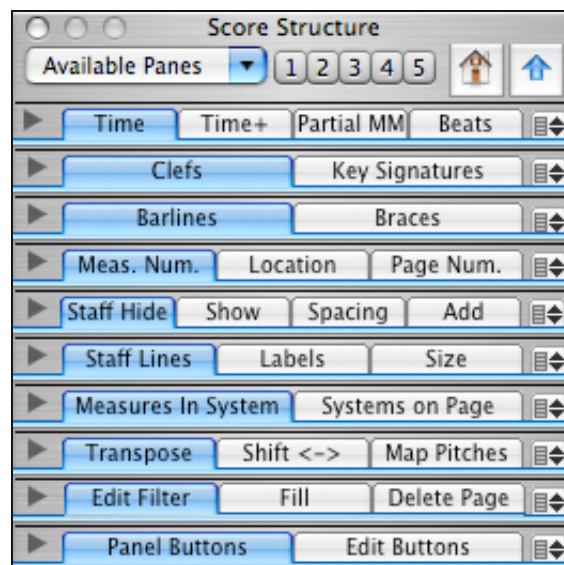 Score Structure
Available Panes 1 2 3 4 5
Time Time+ Partial MM Beats
Clefs Key Signatures
Barlines Braces
Meas. Num. Location Page Num.
Staff Hide Show Spacing Add
Staff Lines Labels Size
Measures In System Systems on Page
Transpose Shift <-> Map Pitches
Edit Filter Fill Delete Page
Panel Buttons Edit Buttons